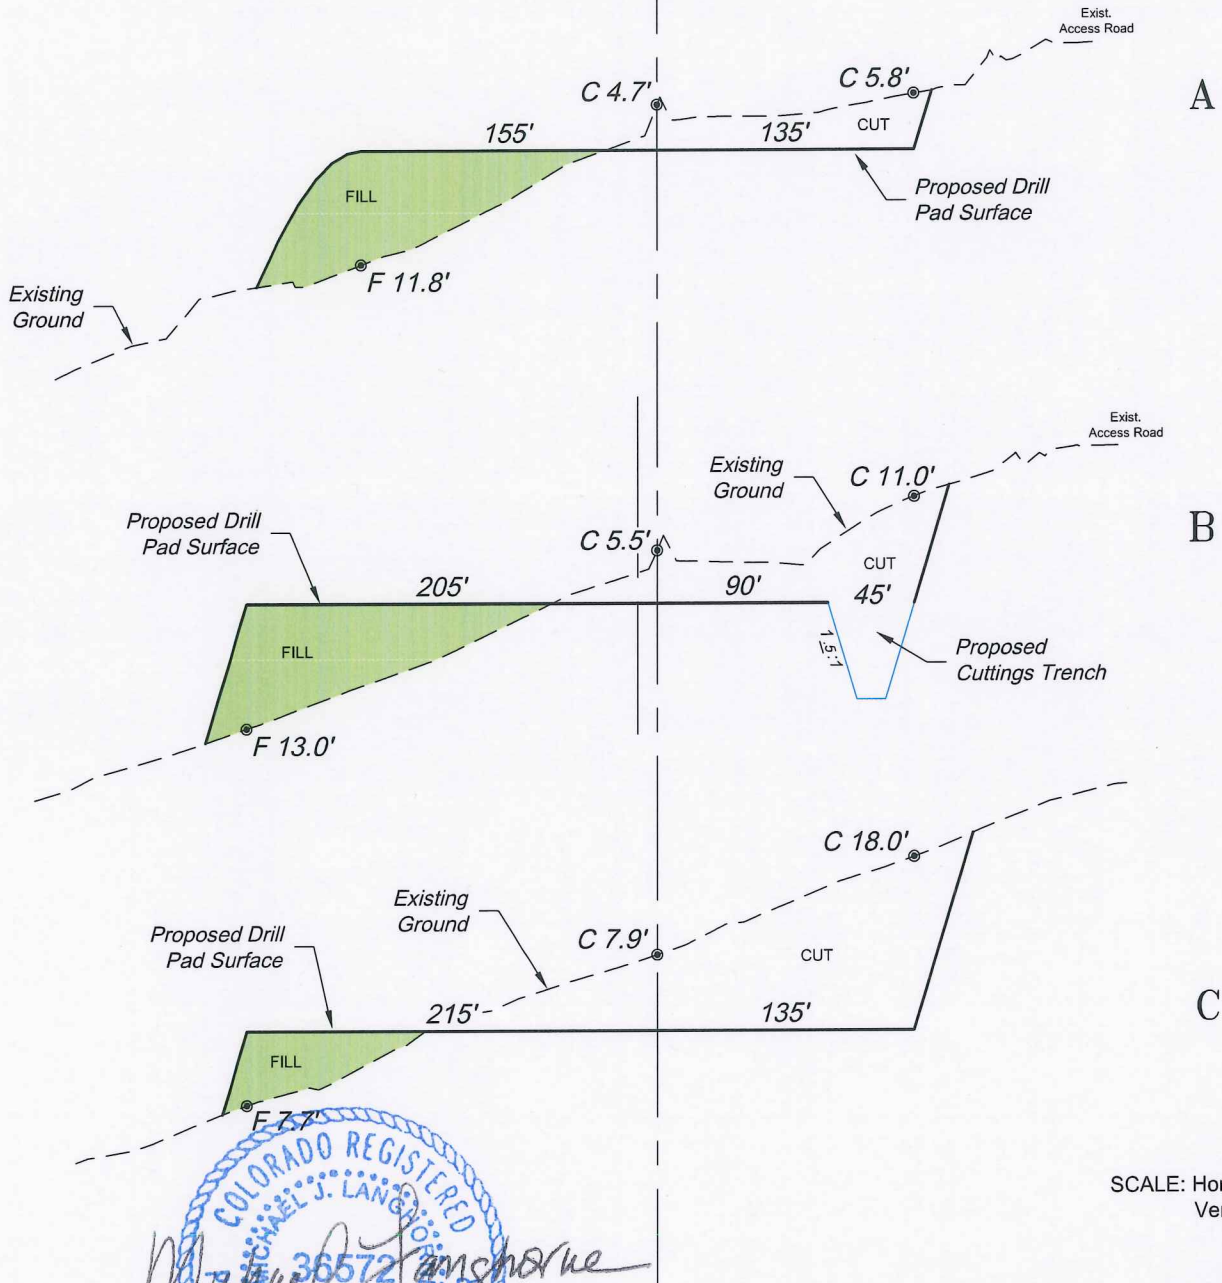 Exist.
Access Road
C 4.7'
C 5.8'
A
155'
135'
CUT
FILL
Proposed Drill
Pad Surface
F 11.8'
Existing
Ground
Exist.
Access Road
Existing
Ground
C 11.0'
Proposed Drill
Pad Surface
C 5.5'
B
CUT
205'
90'
45'
FILL
1.5:1
Proposed
Cuttings Trench
F 13.0'
C 18.0'
Existing
Ground
Proposed Drill
Pad Surface
C 7.9'
CUT
C
215'
135'
FILL
F 7.7'
COLORADO REGISTERED
MICHAEL J. LANGHOR
36572
SCALE: Hor
Ver